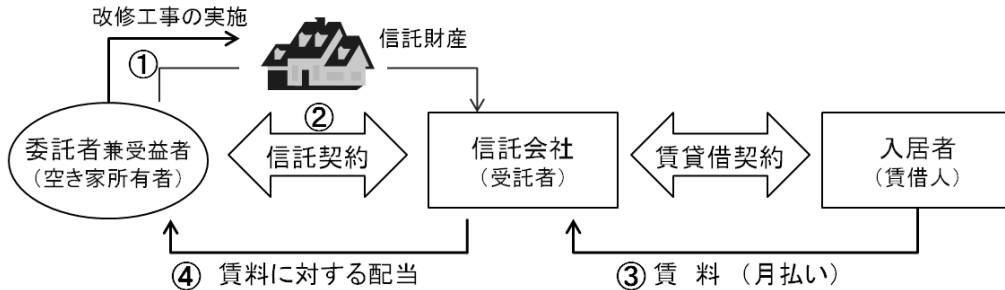 改修工事の実施
①
信託財産
②
委託者兼受益者
（空き家所有者）
信託契約
信託会社
（受託者）
賃貸借契約
入居者
（賃借人）
④ 賃料に対する配当
③ 賃 料 （月払い）